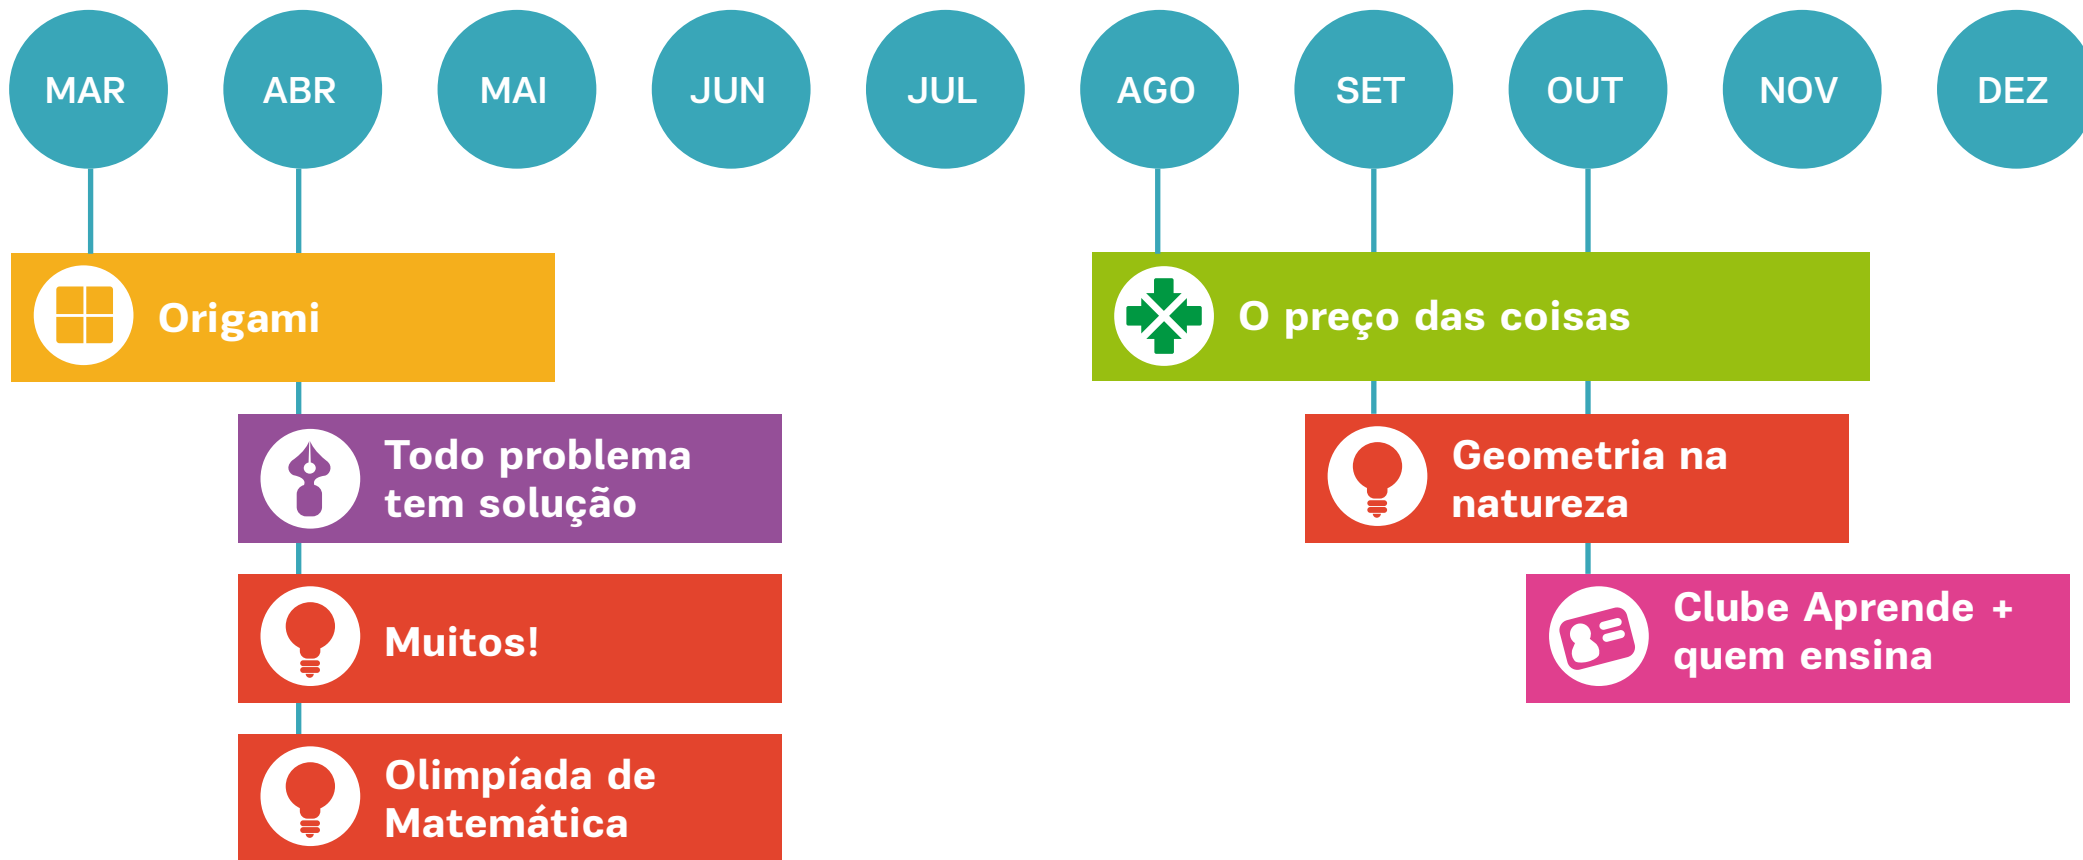 MAR
ABR
MAI
JUN
JUL
AGO
SET
OUT
NOV
DEZ
Origami
O preço das coisas
Todo problema
tem solução
Geometria na
natureza
Muitos!
Clube Aprende +
quem ensina
Olimpíada de
Matemática